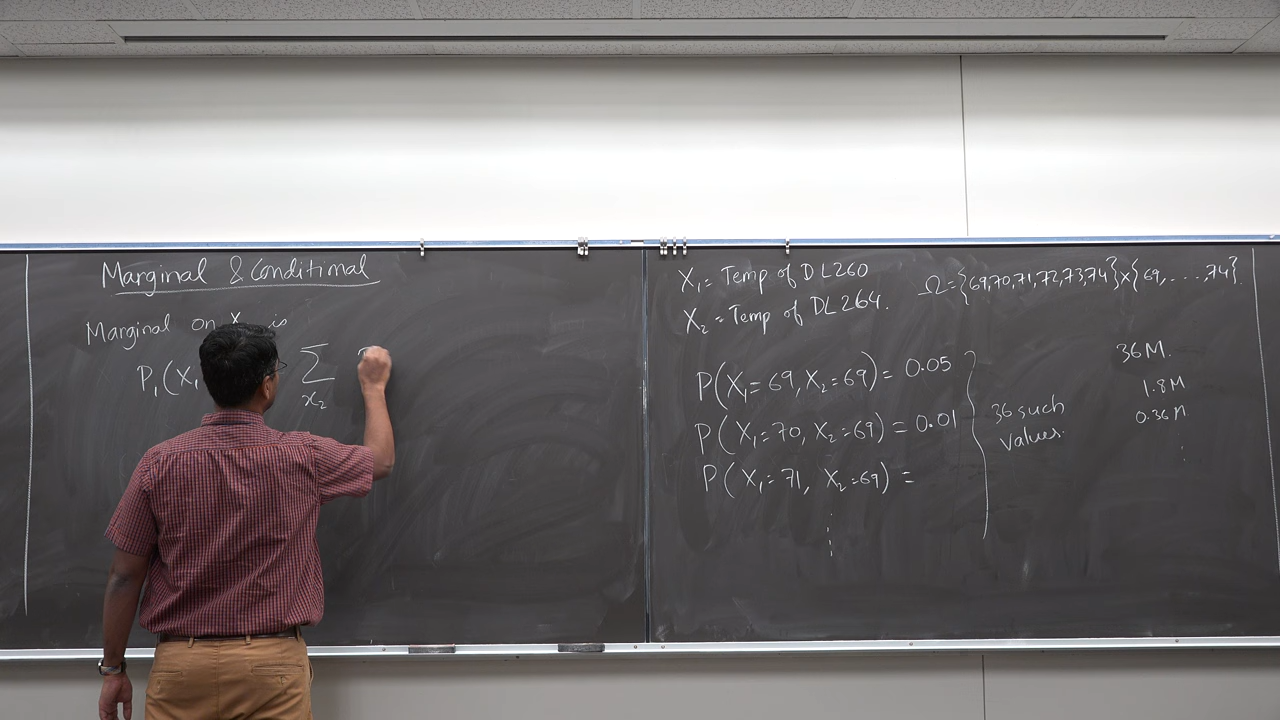 Marginal & Conditional
Marginal on X is
P₁(X₁ Σ
x₂
X₁ = Temp of DL260
X₂ = Temp of DL264.
Ω = {69,70,71,72,73,74}×{69,....,74}.
P(X₁=69, X₂=69) = 0.05
P(X₁=70, X₂=69) = 0.01
P(X₁=71, X₂=69) =
36 such
values.
36M.
1.8M
0.36M